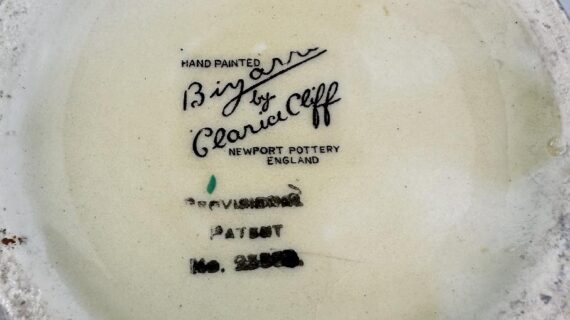 HAND PAINTED
Bizarre
by
Clarice Cliff
NEWPORT POTTERY
ENGLAND
PROVISIONAL
PATENT
No.